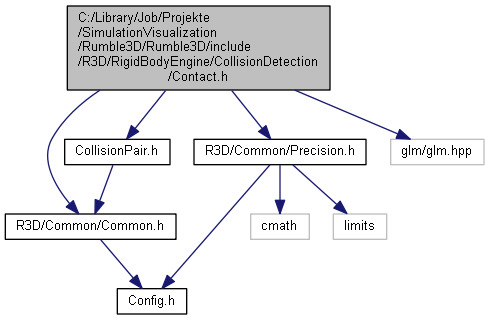 C:/Library/Job/Projekte
/SimulationVisualization
/Rumble3D/Rumble3D/include
/R3D/RigidBodyEngine/CollisionDetection
/Contact.h
CollisionPair.h
R3D/Common/Precision.h
glm/glm.hpp
R3D/Common/Common.h
cmath
limits
Config.h